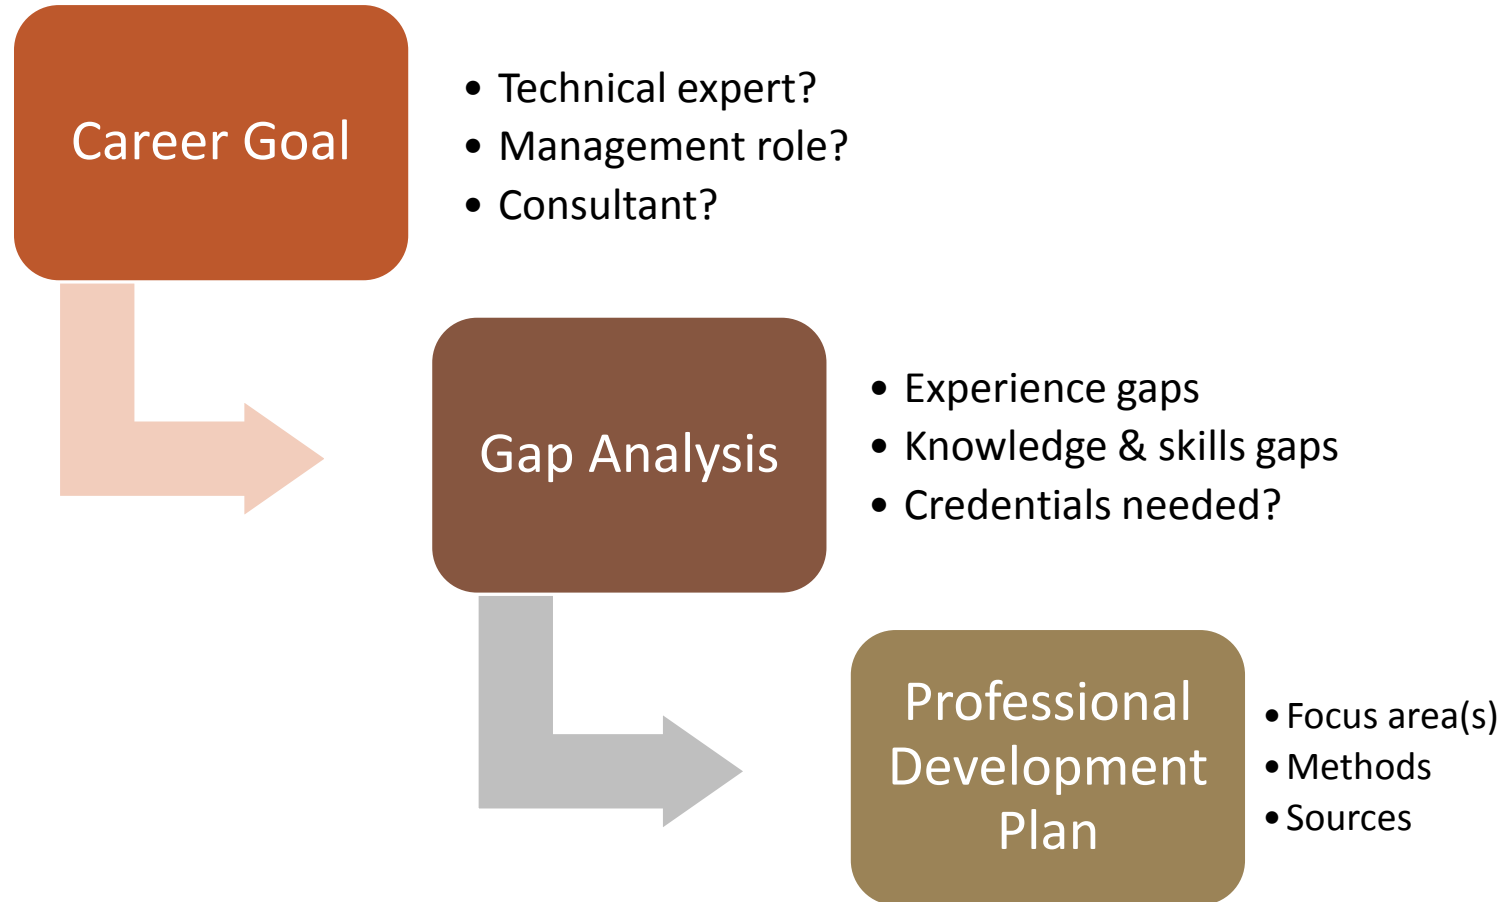 Career Goal
• Technical expert?
• Management role?
• Consultant?
Gap Analysis
• Experience gaps
• Knowledge & skills gaps
• Credentials needed?
Professional
Development
Plan
• Focus area(s)
• Methods
• Sources